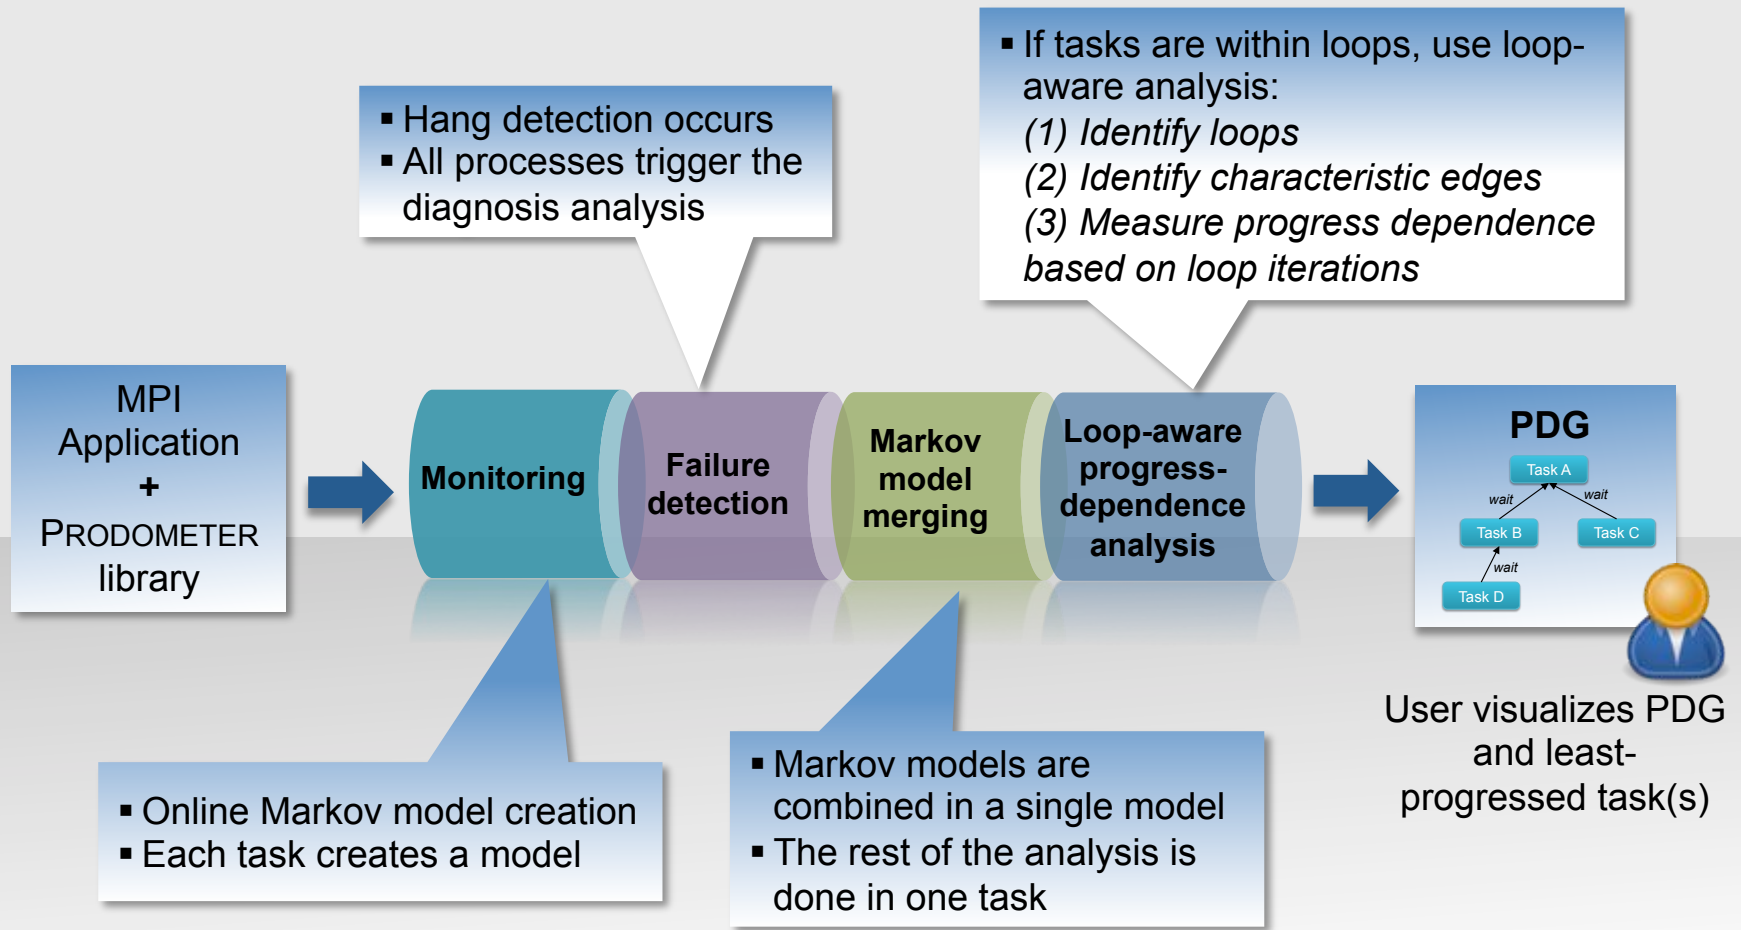 ▪ If tasks are within loops, use loop-
aware analysis:
(1) Identify loops
(2) Identify characteristic edges
(3) Measure progress dependence
based on loop iterations
▪ Hang detection occurs
▪ All processes trigger the
diagnosis analysis
MPI
Application
+
PRODOMETER
library
Monitoring
Failure
detection
Markov
model
merging
Loop-aware
progress-
dependence
analysis
PDG
Task A
wait
wait
Task B
Task C
wait
Task D
User visualizes PDG
and least-
progressed task(s)
▪ Online Markov model creation
▪ Each task creates a model
▪ Markov models are
combined in a single model
▪ The rest of the analysis is
done in one task